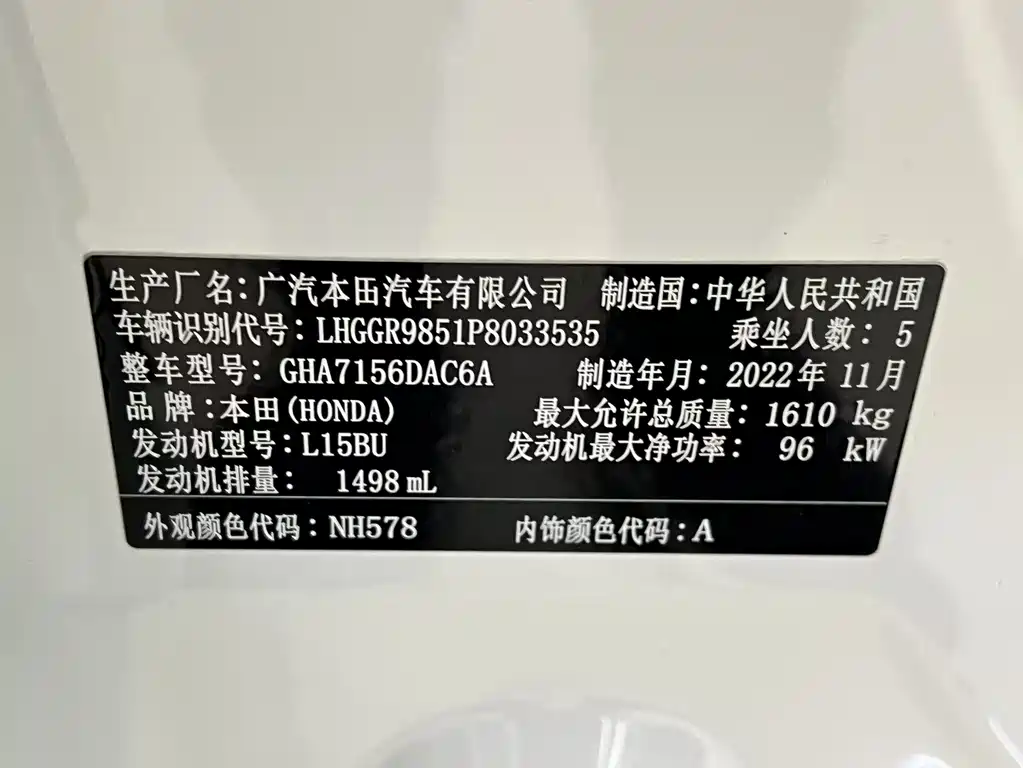 生产厂名:广汽本田汽车有限公司 制造国:中华人民共和国
车辆识别代号:LHGGR9851P8033535 乘坐人数:5
整车型号:GHA7156DAC6A 制造年月:2022年11月
品牌:本田(HONDA) 最大允许总质量:1610 kg
发动机型号:L15BU 发动机最大净功率:96 kW
发动机排量:1498mL
外观颜色代码:NH578 内饰颜色代码:A